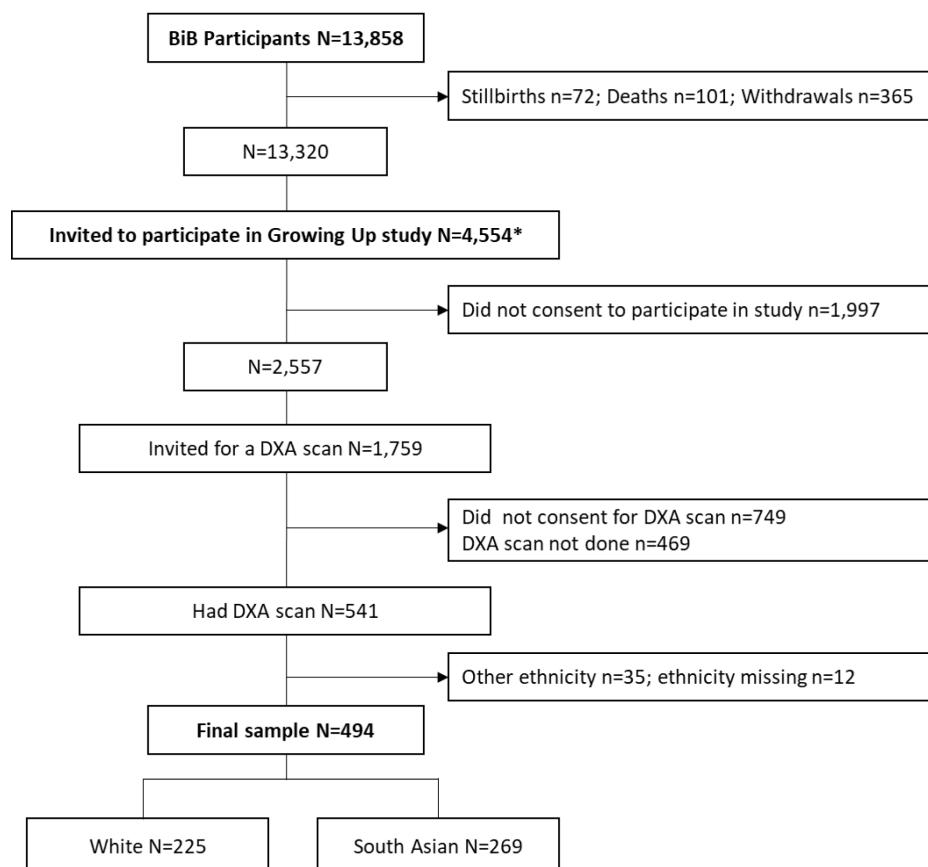 BiB Participants N=13,858
Stillbirths n=72; Deaths n=101; Withdrawals n=365
N=13,320
Invited to participate in Growing Up study N=4,554*
Did not consent to participate in study n=1,997
N=2,557
Invited for a DXA scan N=1,759
Did not consent for DXA scan n=749
DXA scan not done n=469
Had DXA scan N=541
Other ethnicity n=35; ethnicity missing n=12
Final sample N=494
White N=225
South Asian N=269